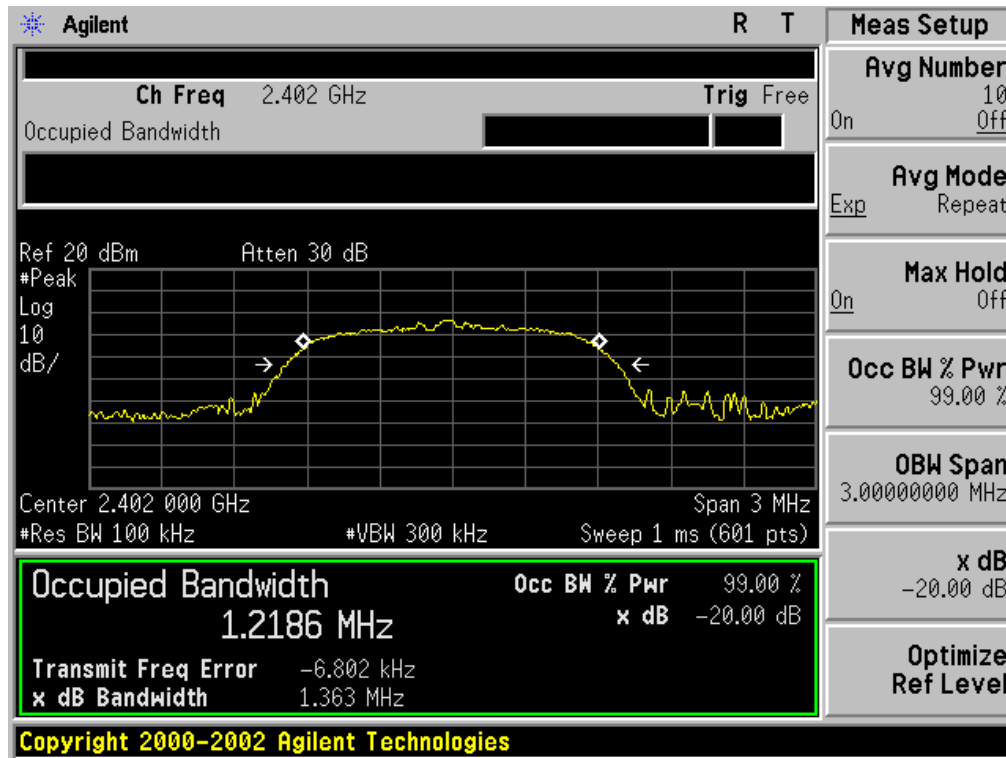 Agilent R T
Ch Freq 2.402 GHz Trig Free
Occupied Bandwidth
Ref 20 dBm Atten 30 dB
#Peak
Log
10
dB/
Center 2.402 000 GHz Span 3 MHz
#Res BW 100 kHz #VBW 300 kHz Sweep 1 ms (601 pts)
Occupied Bandwidth Occ BW % Pwr 99.00 %
1.2186 MHz x dB -20.00 dB
Transmit Freq Error -6.802 kHz
x dB Bandwidth 1.363 MHz
Copyright 2000-2002 Agilent Technologies
Meas Setup
Avg Number
10
On Off
Avg Mode
Exp Repeat
Max Hold
On Off
Occ BW % Pwr
99.00 %
OBW Span
3.00000000 MHz
x dB
-20.00 dB
Optimize
Ref Level